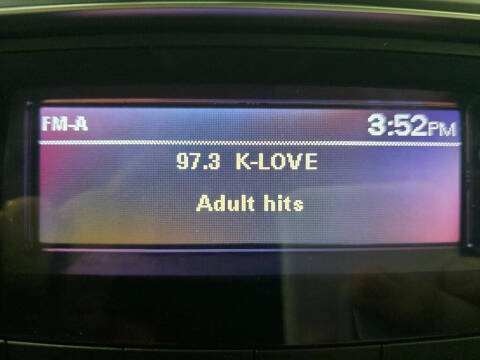 FM-A 3:52PM
97.3 K-LOVE
Adult hits